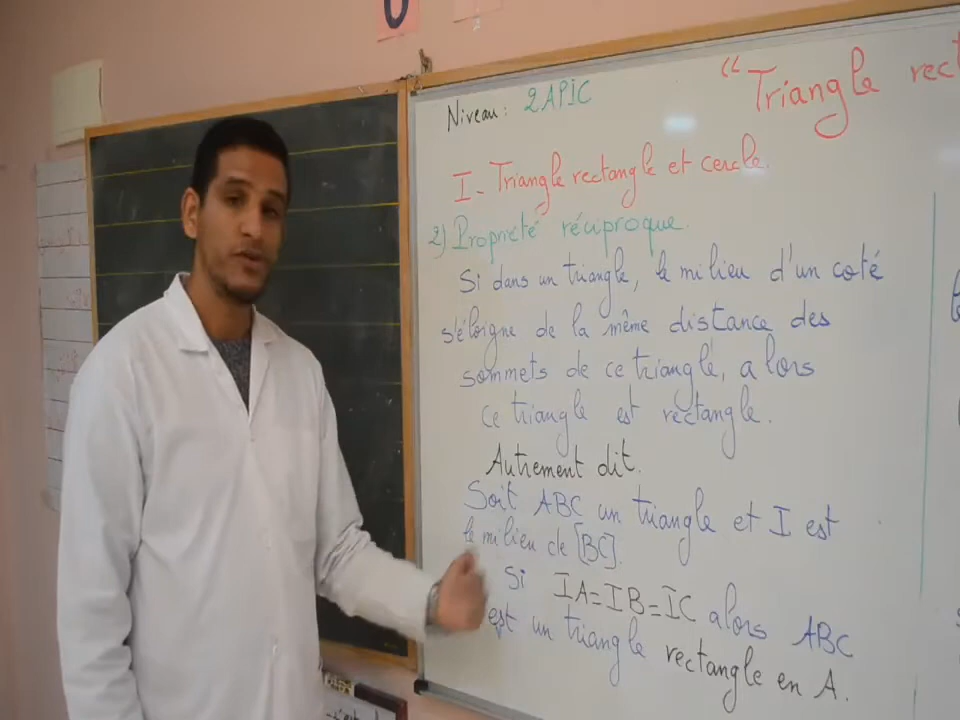 Niveau: 2APIC
"Triangle rect
I- Triangle rectangle et cercle.
2) Propriété réciproque.
Si dans un triangle, le milieu d'un coté
s'éloigne de la même distance des
sommets de ce triangle, alors
ce triangle est rectangle.
Autrement dit.
Soit ABC un triangle et I est
le milieu de [BC].
Si IA=IB=IC alors ABC
est un triangle rectangle en A.